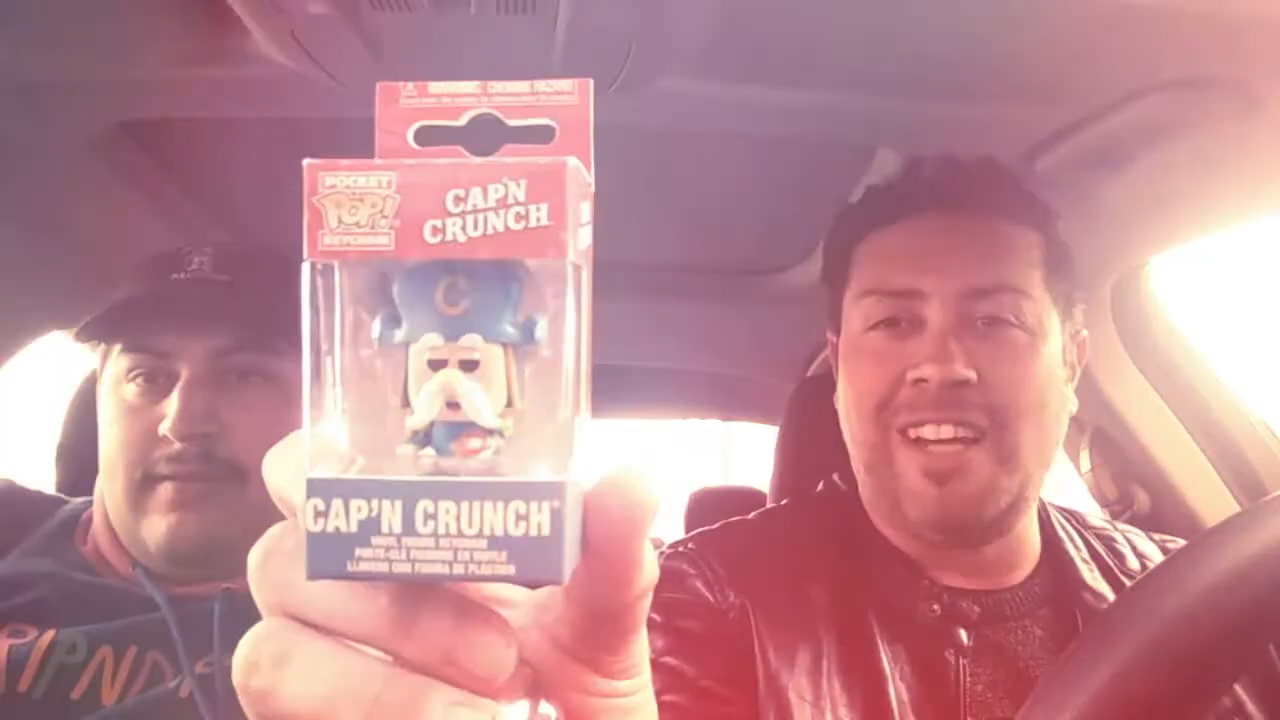 WARNING: CHOKING HAZARD
POCKET
POP!
KEYCHAIN
CAP'N
CRUNCH
C
CAP'N CRUNCH
VINYL FIGURE KEYCHAIN
PORTE-CLÉ FIGURINE EN VINYLE
LLAVERO CON FIGURA DE PLÁSTICO